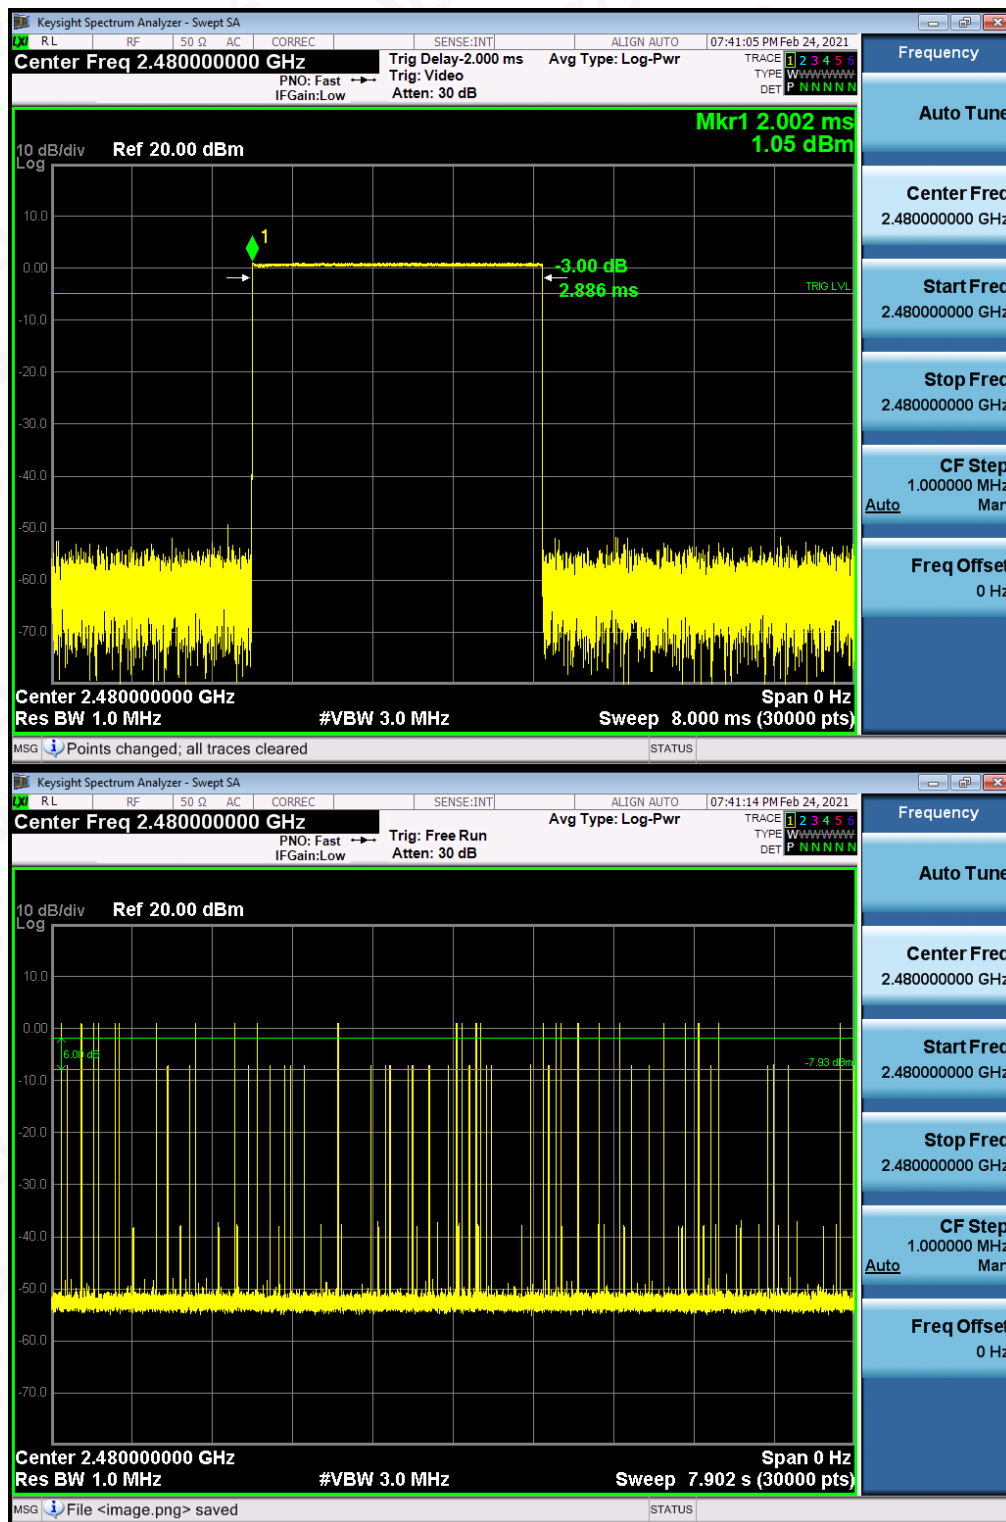 Keysight Spectrum Analyzer - Swept SA
LXI RL RF 50 Ω AC CORREC SENSE:INT ALIGN AUTO 07:41:05 PM Feb 24, 2021
Center Freq 2.480000000 GHz
PNO: Fast
IFGain:Low
Trig Delay-2.000 ms
Trig: Video
Atten: 30 dB
Avg Type: Log-Pwr
TRACE 1 2 3 4 5 6
TYPE WWWWWW
DET P N N N N N
Frequency
Mkr1 2.002 ms
1.05 dBm
10 dB/div Ref 20.00 dBm
Log
10.0
0.00
-10.0
-20.0
-30.0
-40.0
-50.0
-60.0
-70.0
1
-3.00 dB
2.886 ms
TRIG LVL
Center 2.480000000 GHz Span 0 Hz
Res BW 1.0 MHz #VBW 3.0 MHz Sweep 8.000 ms (30000 pts)
MSG Points changed; all traces cleared STATUS
Auto Tune
Center Freq
2.480000000 GHz
Start Freq
2.480000000 GHz
Stop Freq
2.480000000 GHz
CF Step
1.000000 MHz
Auto Man
Freq Offset
0 Hz
Keysight Spectrum Analyzer - Swept SA
LXI RL RF 50 Ω AC CORREC SENSE:INT ALIGN AUTO 07:41:14 PM Feb 24, 2021
Center Freq 2.480000000 GHz
PNO: Fast
IFGain:Low
Trig: Free Run
Atten: 30 dB
Avg Type: Log-Pwr
TRACE 1 2 3 4 5 6
TYPE WWWWWW
DET P N N N N N
Frequency
10 dB/div Ref 20.00 dBm
Log
10.0
0.00
-10.0
-20.0
-30.0
-40.0
-50.0
-60.0
-70.0
6.00 dB
-7.93 dBm
Center 2.480000000 GHz Span 0 Hz
Res BW 1.0 MHz #VBW 3.0 MHz Sweep 7.902 s (30000 pts)
MSG File <image.png> saved STATUS
Auto Tune
Center Freq
2.480000000 GHz
Start Freq
2.480000000 GHz
Stop Freq
2.480000000 GHz
CF Step
1.000000 MHz
Auto Man
Freq Offset
0 Hz